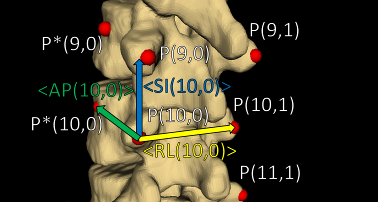 P(9,1)
P*(9,0)
P(9,0)
<AP(10,0)>
<SI(10,0)>
P(10,1)
P(10,0)
P*(10,0)
<RL(10,0)>
P(11,1)